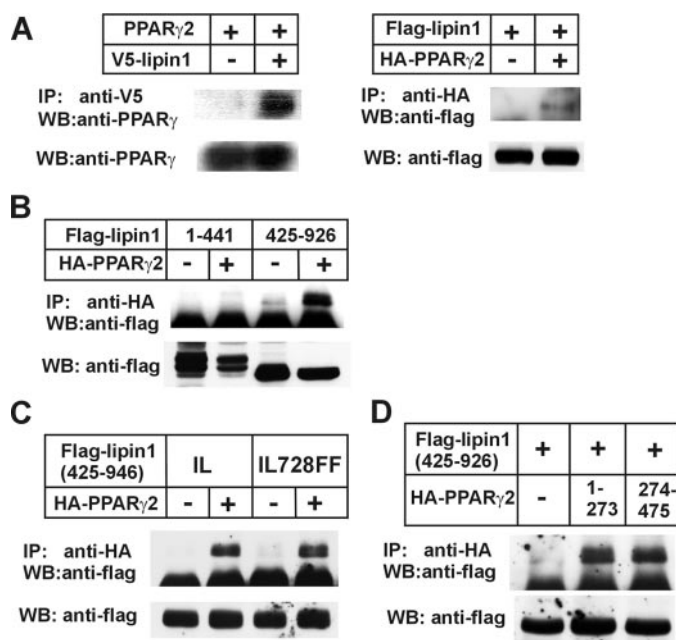 A
PPARγ2 + +
V5-lipin1 - +
IP: anti-V5
WB:anti-PPARγ
WB:anti-PPARγ
Flag-lipin1 + +
HA-PPARγ2 - +
IP: anti-HA
WB:anti-flag
WB: anti-flag
B
Flag-lipin1 1-441 425-926
HA-PPARγ2 - + - +
IP: anti-HA
WB:anti-flag
WB: anti-flag
C
Flag-lipin1
(425-946) IL IL728FF
HA-PPARγ2 - + - +
IP: anti-HA
WB:anti-flag
WB: anti-flag
D
Flag-lipin1
(425-926) + + +
HA-PPARγ2 - 1-
273 274-
475
IP: anti-HA
WB:anti-flag
WB: anti-flag